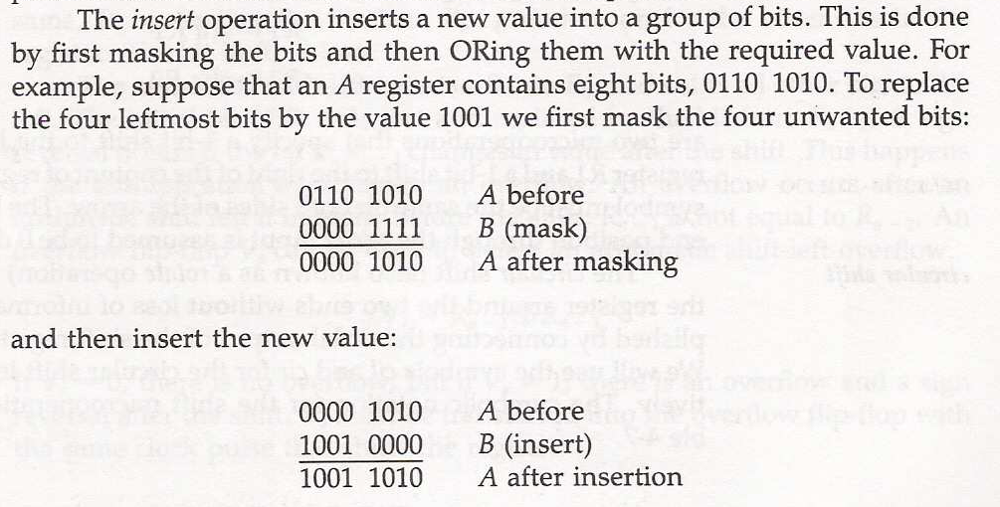 The insert operation inserts a new value into a group of bits. This is done
by first masking the bits and then ORing them with the required value. For
example, suppose that an A register contains eight bits, 0110 1010. To replace
the four leftmost bits by the value 1001 we first mask the four unwanted bits:
0110 1010 A before
0000 1111 B (mask)
0000 1010 A after masking
and then insert the new value:
0000 1010 A before
1001 0000 B (insert)
1001 1010 A after insertion